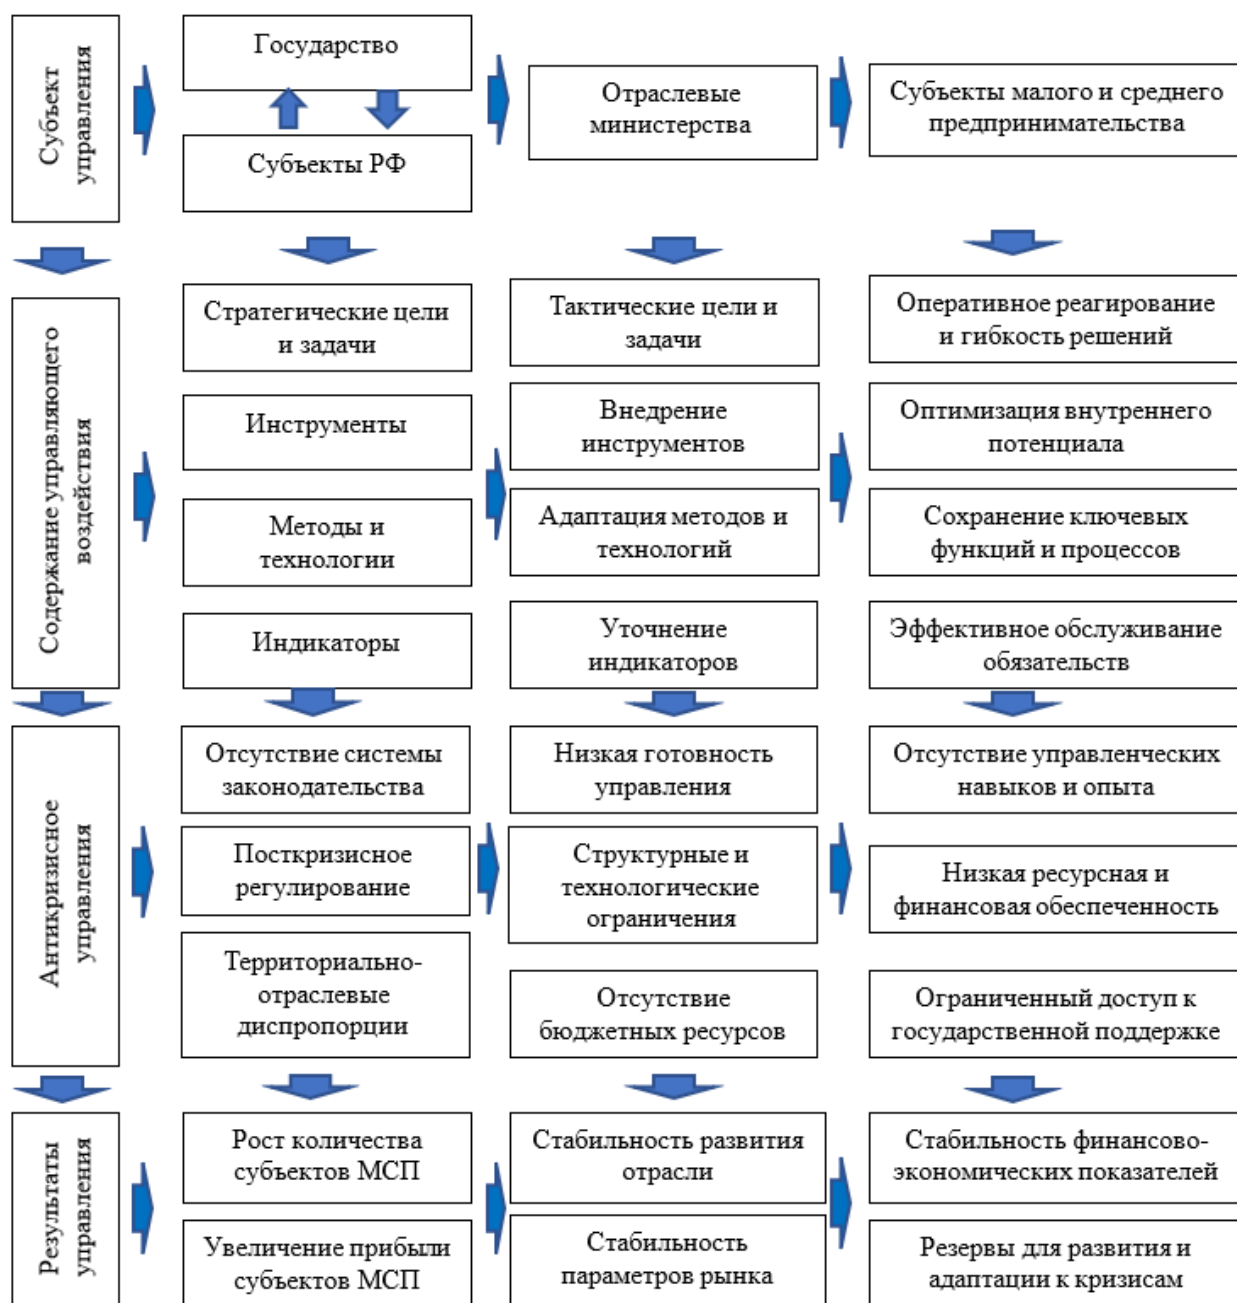 Субъект
управления
Государство
Субъекты РФ
Отраслевые
министерства
Субъекты малого и среднего
предпринимательства
Содержание управляющего
воздействия
Стратегические цели
и задачи
Тактические цели и
задачи
Оперативное реагирование
и гибкость решений
Инструменты
Внедрение
инструментов
Оптимизация внутреннего
потенциала
Методы и
технологии
Адаптация методов и
технологий
Сохранение ключевых
функций и процессов
Индикаторы
Уточнение
индикаторов
Эффективное обслуживание
обязательств
Антикризисное
управления
Отсутствие системы
законодательства
Низкая готовность
управления
Отсутствие управленческих
навыков и опыта
Посткризисное
регулирование
Структурные и
технологические
ограничения
Низкая ресурсная и
финансовая обеспеченность
Территориально-
отраслевые
диспропорции
Отсутствие
бюджетных ресурсов
Ограниченный доступ к
государственной поддержке
Результаты
управления
Рост количества
субъектов МСП
Стабильность развития
отрасли
Стабильность финансово-
экономических показателей
Увеличение прибыли
субъектов МСП
Стабильность
параметров рынка
Резервы для развития и
адаптации к кризисам